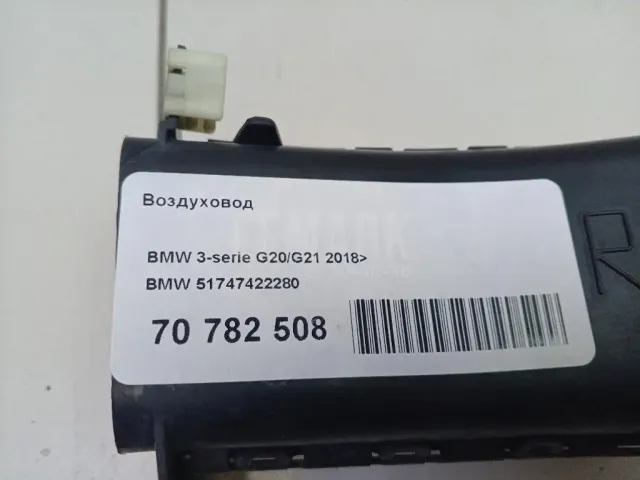 Воздуховод
BMW 3-serie G20/G21 2018>
BMW 51747422280
70 782 508
R